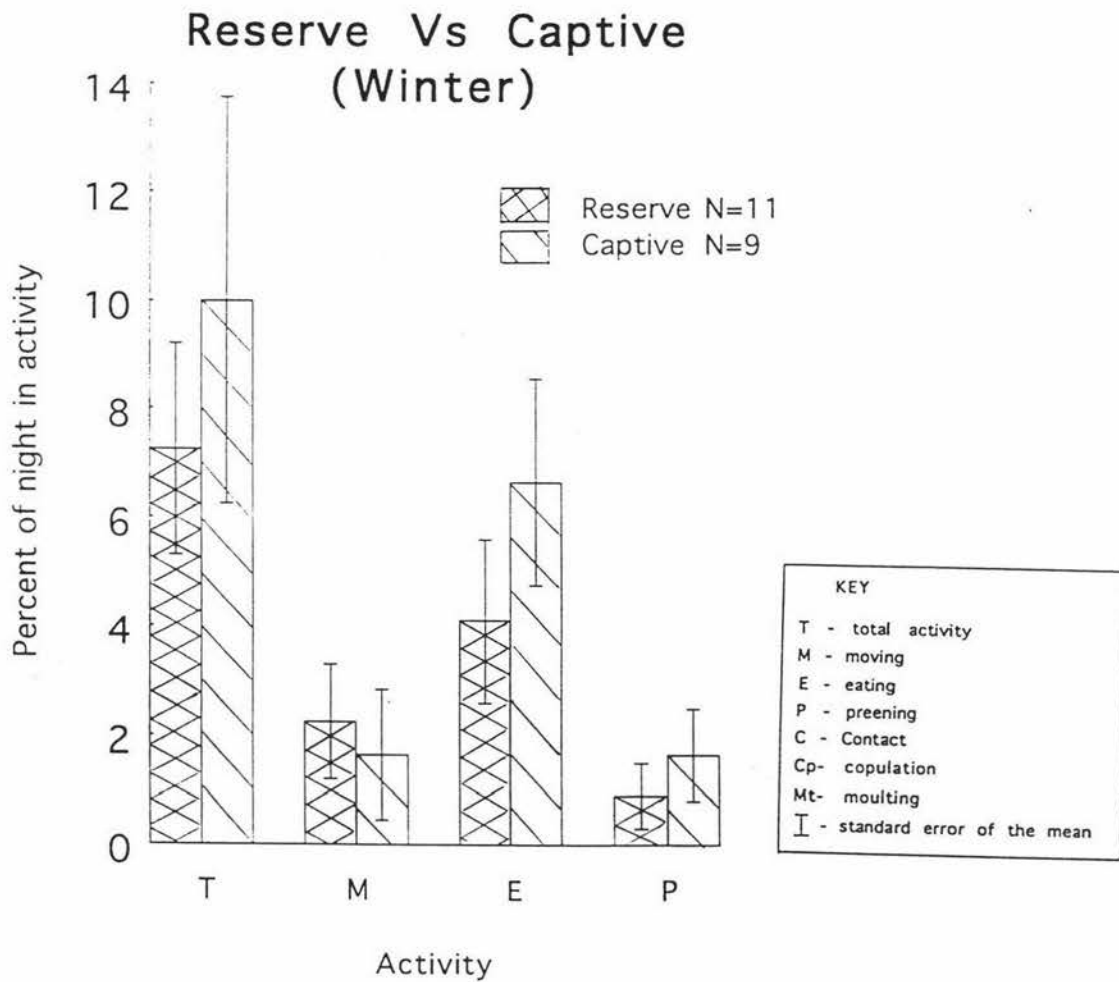 Reserve Vs Captive
(Winter)
14
12
10
8
6
4
2
0
Percent of night in activity
Reserve N=11
Captive N=9
T
M
E
P
Activity
KEY
T - total activity
M - moving
E - eating
P - preening
C - Contact
Cp- copulation
Mt- moulting
I - standard error of the mean